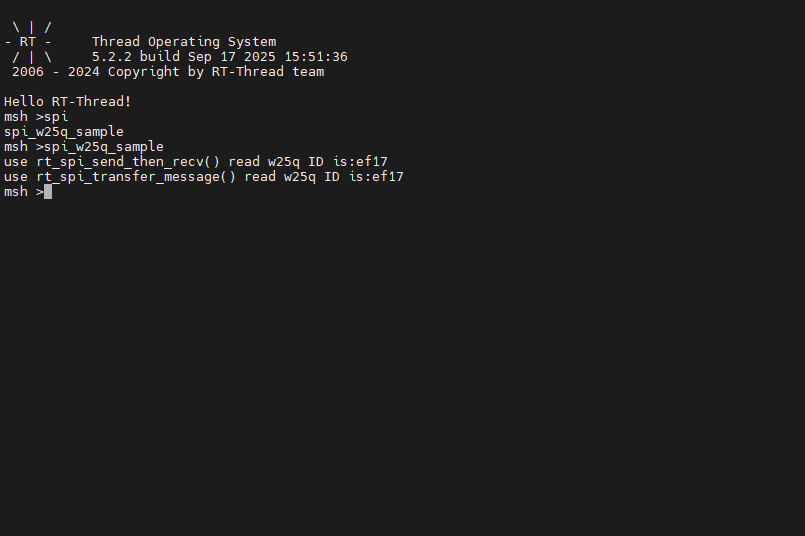 \ | /
- RT -     Thread Operating System
 / | \     5.2.2 build Sep 17 2025 15:51:36
 2006 - 2024 Copyright by RT-Thread team
Hello RT-Thread!
msh >spi
spi_w25q_sample
msh >spi_w25q_sample
use rt_spi_send_then_recv() read w25q ID is:ef17
use rt_spi_transfer_message() read w25q ID is:ef17
msh >